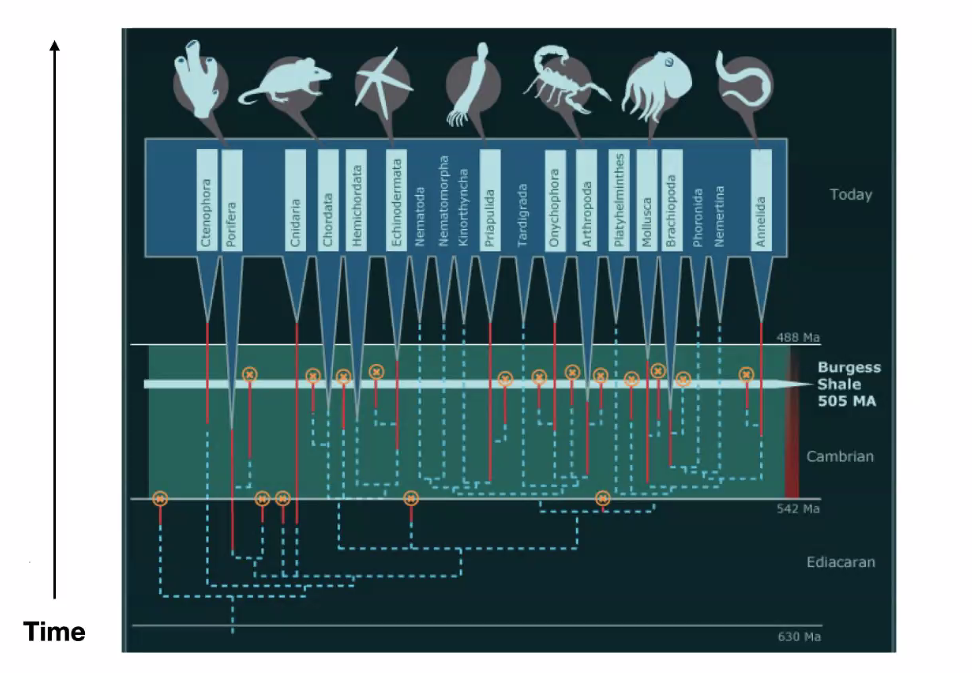 Ctenophora
Porifera
Cnidaria
Chordata
Hemichordata
Echinodermata
Nematoda
Nematomorpha
Kinorthyncha
Priapulida
Tardigrada
Onychophora
Arthropoda
Platyhelminthes
Mollusca
Brachiopoda
Phoronida
Nemertina
Annelida
Today
488 Ma
Burgess
Shale
505 MA
Cambrian
542 Ma
Ediacaran
630 Ma
Time